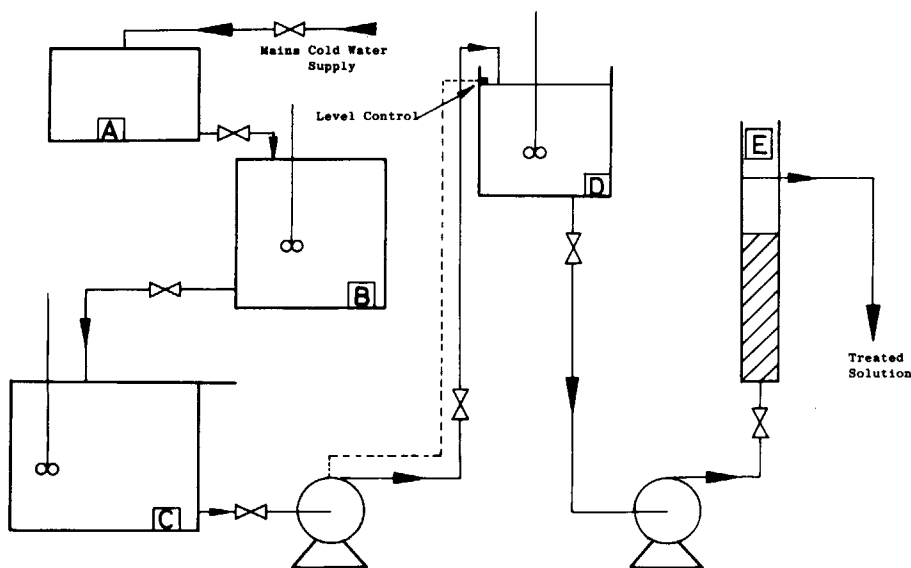 Mains Cold Water
Supply
A
Level Control
E
D
B
Treated
Solution
C